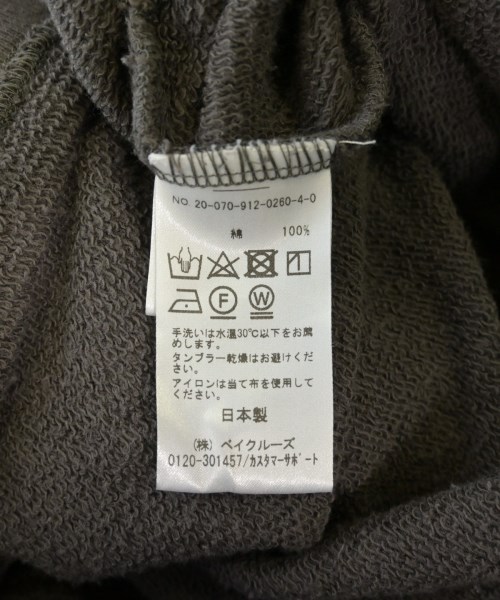 NO. 20-070-912-0260-4-0
綿 100%
F W
手洗いは水温30℃以下をお薦
めします。
タンブラー乾燥はお避けくだ
さい。
アイロンは当て布を使用して
ください。
日本製
(株) ベイクルーズ
0120-301457/カスタマーサポート